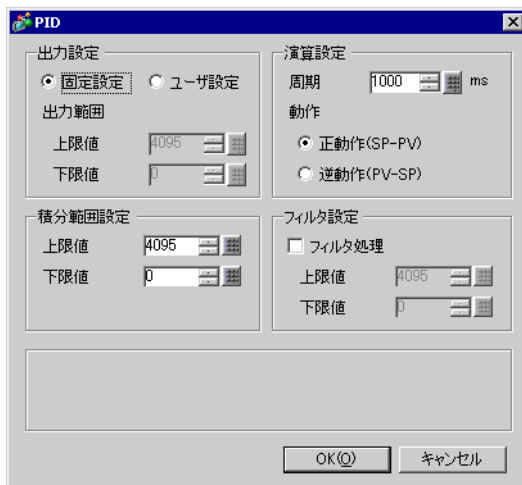 PID
出力設定
固定設定 ユーザ設定
出力範囲
上限値 4095
下限値 0
演算設定
周期 1000 ms
動作
正動作(SP-PV)
逆動作(PV-SP)
積分範囲設定
上限値 4095
下限値 0
フィルタ設定
フィルタ処理
上限値 4095
下限値 0
OK(O) キャンセル